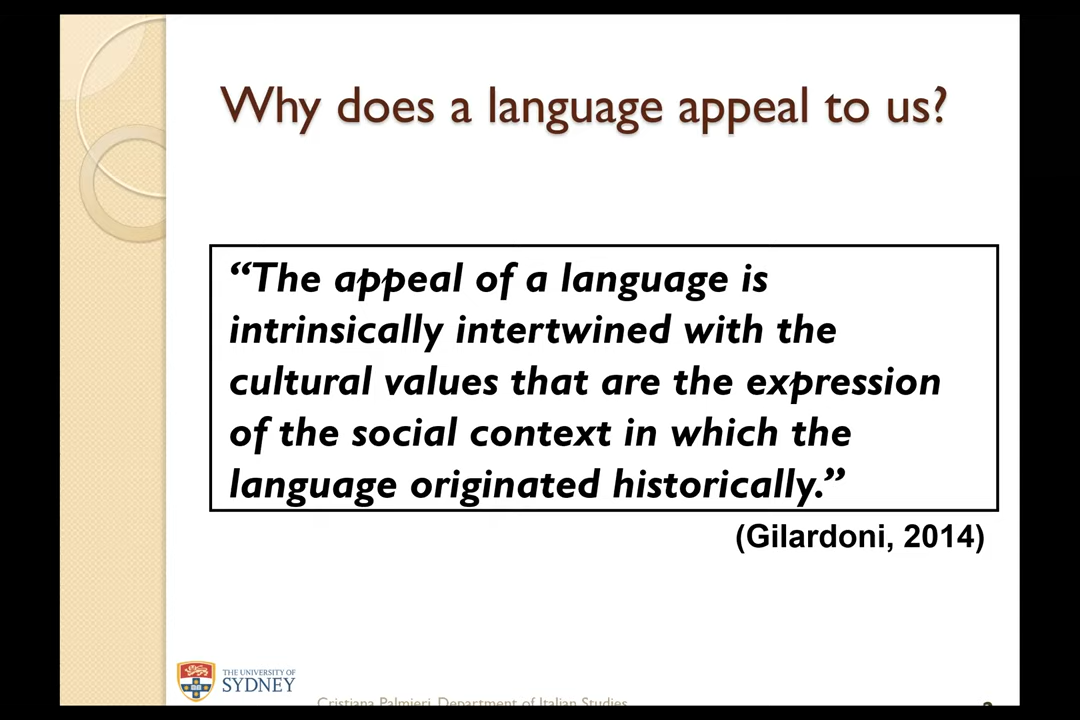 Why does a language appeal to us?
“The appeal of a language is
intrinsically intertwined with the
cultural values that are the expression
of the social context in which the
language originated historically.”
(Gilardoni, 2014)
THE UNIVERSITY OF
SYDNEY
Cristiana Palmieri, Department of Italian Studies